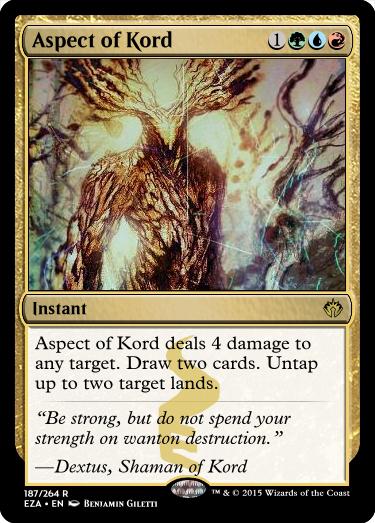 Aspect of Kord 1
Instant
Aspect of Kord deals 4 damage to
any target. Draw two cards. Untap
up to two target lands.
“Be strong, but do not spend your
strength on wanton destruction.”
—Dextus, Shaman of Kord
187/264 R
EZA • EN Benjamin Giletti
™ & © 2015 Wizards of the Coast